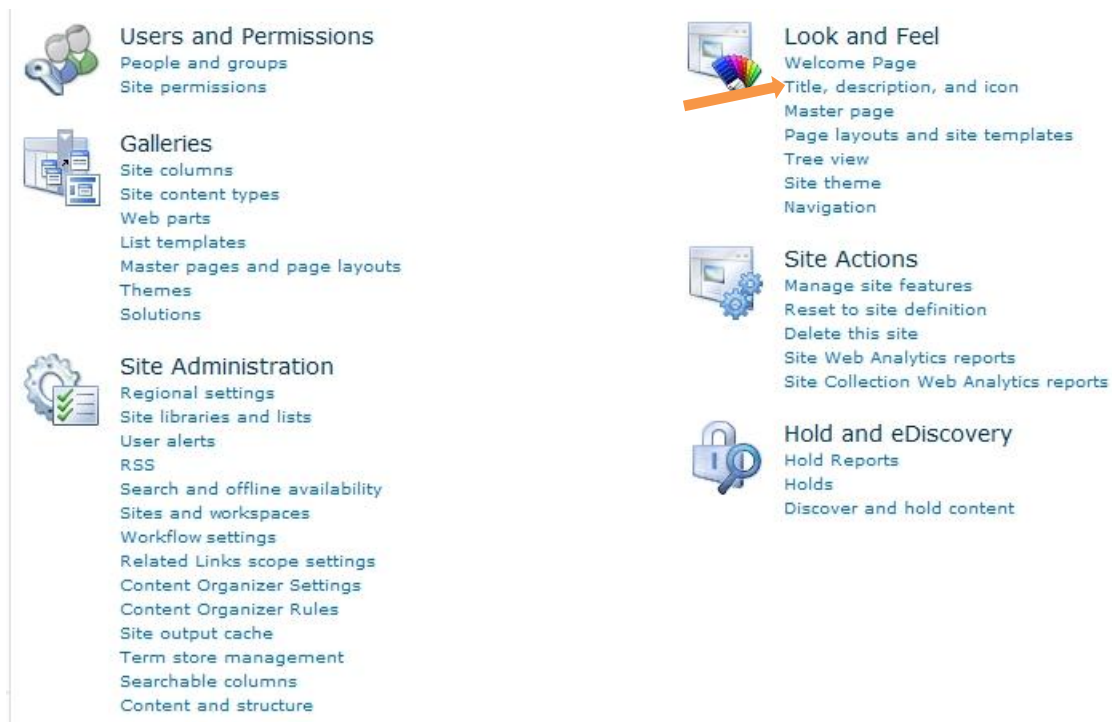 Users and Permissions
People and groups
Site permissions
Galleries
Site columns
Site content types
Web parts
List templates
Master pages and page layouts
Themes
Solutions
Site Administration
Regional settings
Site libraries and lists
User alerts
RSS
Search and offline availability
Sites and workspaces
Workflow settings
Related Links scope settings
Content Organizer Settings
Content Organizer Rules
Site output cache
Term store management
Searchable columns
Content and structure
Look and Feel
Welcome Page
Title, description, and icon
Master page
Page layouts and site templates
Tree view
Site theme
Navigation
Site Actions
Manage site features
Reset to site definition
Delete this site
Site Web Analytics reports
Site Collection Web Analytics reports
Hold and eDiscovery
Hold Reports
Holds
Discover and hold content